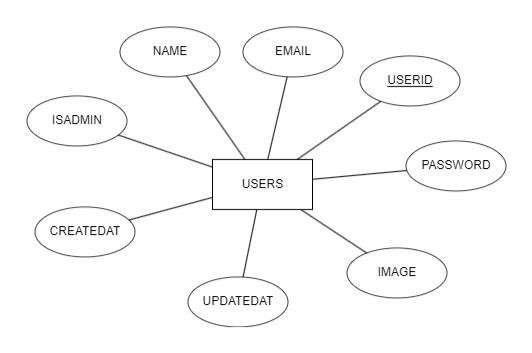 NAME
EMAIL
USERID
ISADMIN
PASSWORD
USERS
CREATEDAT
IMAGE
UPDATEDAT